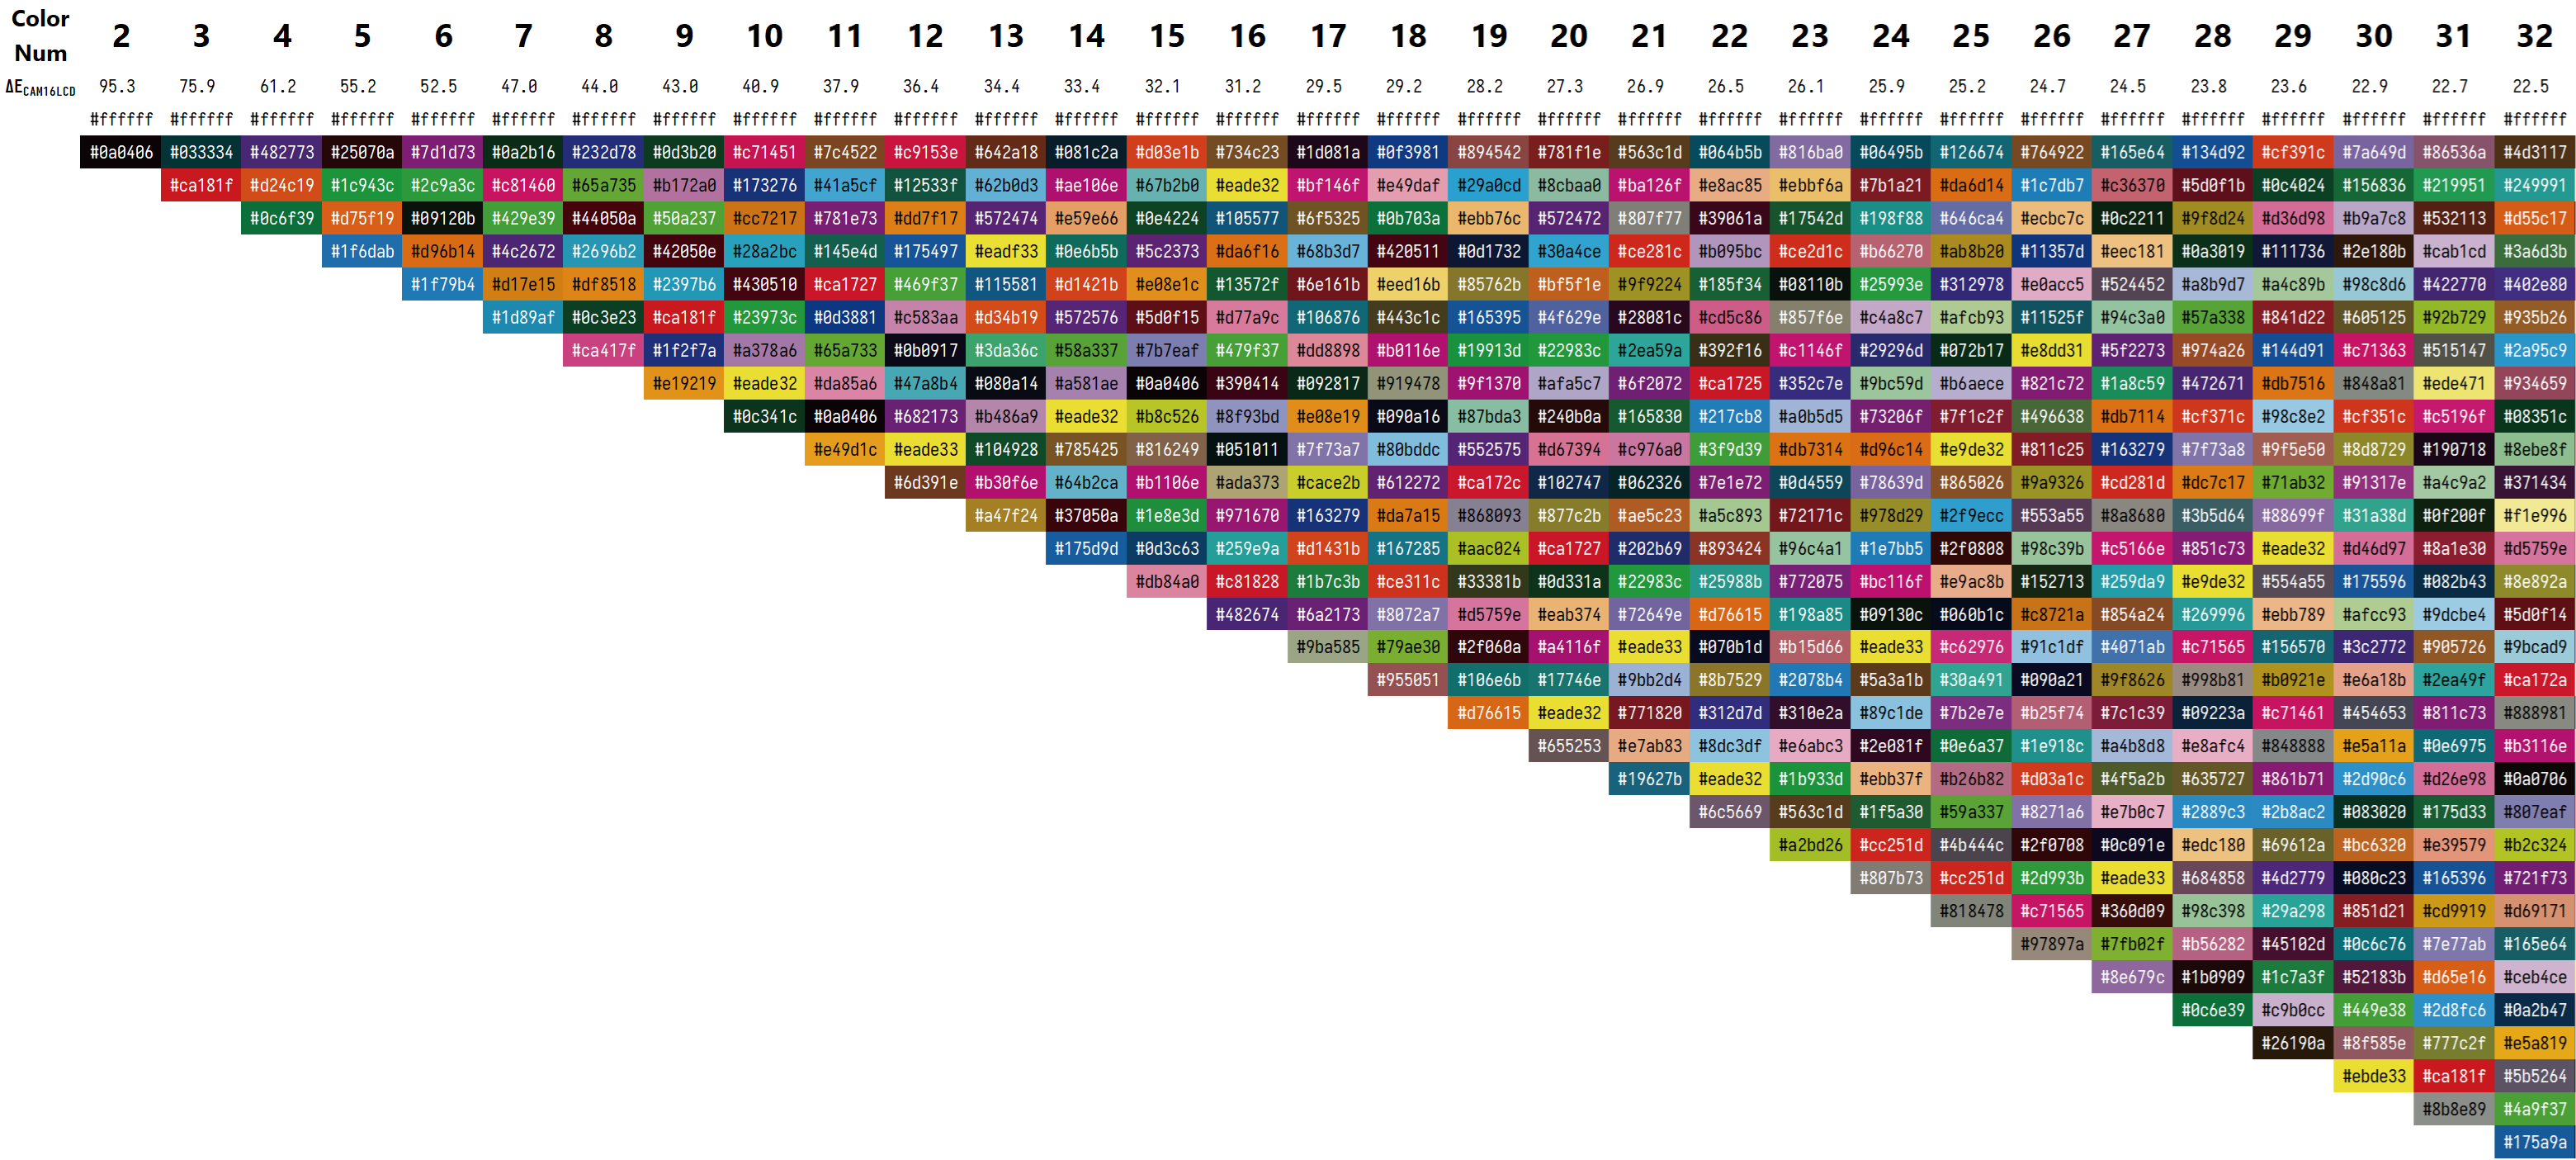 Color Num 2 3 4 5 6 7 8 9 10 11 12 13 14 15 16 17 18 19 20 21 22 23 24 25 26 27 28 29 30 31 32
ΔECAM16LCD 95.3 75.9 61.2 55.2 52.5 47.0 44.0 43.0 40.9 37.9 36.4 34.4 33.4 32.1 31.2 29.5 29.2 28.2 27.3 26.9 26.5 26.1 25.9 25.2 24.7 24.5 23.8 23.6 22.9 22.7 22.5
#ffffff #ffffff #ffffff #ffffff #ffffff #ffffff #ffffff #ffffff #ffffff #ffffff #ffffff #ffffff #ffffff #ffffff #ffffff #ffffff #ffffff #ffffff #ffffff #ffffff #ffffff #ffffff #ffffff #ffffff #ffffff #ffffff #ffffff #ffffff #ffffff #ffffff #ffffff
#0a0406 #033334 #482773 #25070a #7d1d73 #0a2b16 #232d78 #0d3b20 #c71451 #7c4522 #c9153e #642a18 #081c2a #d03e1b #734c23 #1d081a #0f3981 #894542 #781f1e #563c1d #064b5b #816ba0 #06495b #126674 #764922 #165e64 #134d92 #cf391c #7a649d #86536a #4d3117
#ca181f #d24c19 #1c943c #2c9a3c #c81460 #65a735 #b172a0 #173276 #41a5cf #12533f #62b0d3 #ae106e #67b2b0 #eade32 #bf146f #e49daf #29a0cd #8cbaa0 #ba126f #e8ac85 #ebbf6a #7b1a21 #da6d14 #1c7db7 #c36370 #5d0f1b #0c4024 #156836 #219951 #249991
#0c6f39 #d75f19 #09120b #429e39 #44050a #50a237 #cc7217 #781e73 #dd7f17 #572474 #e59e66 #0e4224 #105577 #6f5325 #0b703a #ebb76c #572472 #807f77 #39061a #17542d #198f88 #646ca4 #ecbc7c #0c2211 #9f8d24 #d36d98 #b9a7c8 #532113 #d55c17
#1f6dab #d96b14 #4c2672 #2696b2 #42050e #28a2bc #145e4d #175497 #eadf33 #0e6b5b #5c2373 #da6f16 #68b3d7 #420511 #0d1732 #30a4ce #ce281c #b095bc #ce2d1c #b66270 #ab8b20 #11357d #eec181 #0a3019 #111736 #2e180b #cab1cd #3a6d3b
#1f79b4 #d17e15 #df8518 #2397b6 #430510 #ca1727 #469f37 #115581 #d1421b #e08e1c #13572f #6e161b #eed16b #85762b #bf5f1e #9f9224 #185f34 #08110b #25993e #312978 #e0acc5 #524452 #a8b9d7 #a4c89b #98c8d6 #422770 #402e80
#1d89af #0c3e23 #ca181f #23973c #0d3881 #c583aa #d34b19 #572576 #5d0f15 #d77a9c #106876 #443c1c #165395 #4f629e #28081c #cd5c86 #857f6e #c4a8c7 #afcb93 #11525f #94c3a0 #57a338 #841d22 #605125 #92b729 #935b26
#ca417f #1f2f7a #a378a6 #65a733 #0b0917 #3da36c #58a337 #7b7eaf #479f37 #dd8898 #b0116e #19913d #22983c #2ea59a #392f16 #c1146f #29296d #072b17 #e8dd31 #5f2273 #974a26 #144d91 #c71363 #515147 #2a95c9
#e19219 #eade32 #da85a6 #47a8b4 #080a14 #a581ae #0a0406 #390414 #092817 #919478 #9f1370 #afa5c7 #6f2072 #ca1725 #352c7e #9bc59d #b6aece #821c72 #1a8c59 #472671 #db7516 #848a81 #ede471 #934659
#0c341c #0a0406 #682173 #b486a9 #eade32 #b8c526 #8f93bd #e08e19 #090a16 #87bda3 #240b0a #165830 #217cb8 #a0b5d5 #73206f #7f1c2f #496638 #db7114 #cf371c #98c8e2 #cf351c #c5196f #08351c
#e49d1c #eade33 #104928 #785425 #816249 #051011 #7f73a7 #80bddc #552575 #d67394 #c976a0 #3f9d39 #db7314 #d96c14 #e9de32 #811c25 #163279 #7f73a8 #9f5e50 #8d8729 #190718 #8ebe8f
#6d391e #b30f6e #64b2ca #b1106e #ada373 #cace2b #612272 #ca172c #102747 #062326 #7e1e72 #0d4559 #78639d #865026 #9a9326 #cd281d #dc7c17 #71ab32 #91317e #a4c9a2 #371434
#a47f24 #37050a #1e8e3d #971670 #163279 #da7a15 #868093 #877c2b #ae5c23 #a5c893 #72171c #978d29 #2f9ecc #553a55 #8a8680 #3b5d64 #88699f #31a38d #0f200f #f1e996
#175d9d #0d3c63 #259e9a #d1431b #167285 #aac024 #ca1727 #202b69 #893424 #96c4a1 #1e7bb5 #2f0808 #98c39b #c5166e #851c73 #eade32 #d46d97 #8a1e30 #d5759e
#db84a0 #c81828 #1b7c3b #ce311c #33381b #0d331a #22983c #25988b #772075 #bc116f #e9ac8b #152713 #259da9 #e9de32 #554a55 #175596 #082b43 #8e892a
#482674 #6a2173 #8072a7 #d5759e #eab374 #72649e #d76615 #198a85 #09130c #060b1c #c8721a #854a24 #269996 #ebb789 #afcc93 #9dcbe4 #5d0f14
#9ba585 #79ae30 #2f060a #a4116f #eade33 #070b1d #b15d66 #eade33 #c62976 #91c1df #4071ab #c71565 #156570 #3c2772 #905726 #9bcad9
#955051 #106e6b #17746e #9bb2d4 #8b7529 #2078b4 #5a3a1b #30a491 #090a21 #9f8626 #998b81 #b0921e #e6a18b #2ea49f #ca172a
#d76615 #eade32 #771820 #312d7d #310e2a #89c1de #7b2e7e #b25f74 #7c1c39 #09223a #c71461 #454653 #811c73 #888981
#655253 #e7ab83 #8dc3df #e6abc3 #2e081f #0e6a37 #1e918c #a4b8d8 #e8afc4 #848888 #e5a11a #0e6975 #b3116e
#19627b #eade32 #1b933d #ebb37f #b26b82 #d03a1c #4f5a2b #635727 #861b71 #2d90c6 #d26e98 #0a0706
#6c5669 #563c1d #1f5a30 #59a337 #8271a6 #e7b0c7 #2889c3 #2b8ac2 #083020 #175d33 #807eaf
#a2bd26 #cc251d #4b444c #2f0708 #0c091e #edc180 #69612a #bc6320 #e39579 #b2c324
#807b73 #cc251d #2d993b #eade33 #684858 #4d2779 #080c23 #165396 #721f73
#818478 #c71565 #360d09 #98c398 #29a298 #851d21 #cd9919 #d69171
#97897a #7fb02f #b56282 #45102d #0c6c76 #7e77ab #165e64
#8e679c #1b0909 #1c7a3f #52183b #d65e16 #ceb4ce
#0c6e39 #c9b0cc #449e38 #2d8fc6 #0a2b47
#26190a #8f585e #777c2f #e5a819
#ebde33 #ca181f #5b5264
#8b8e89 #4a9f37
#175a9a